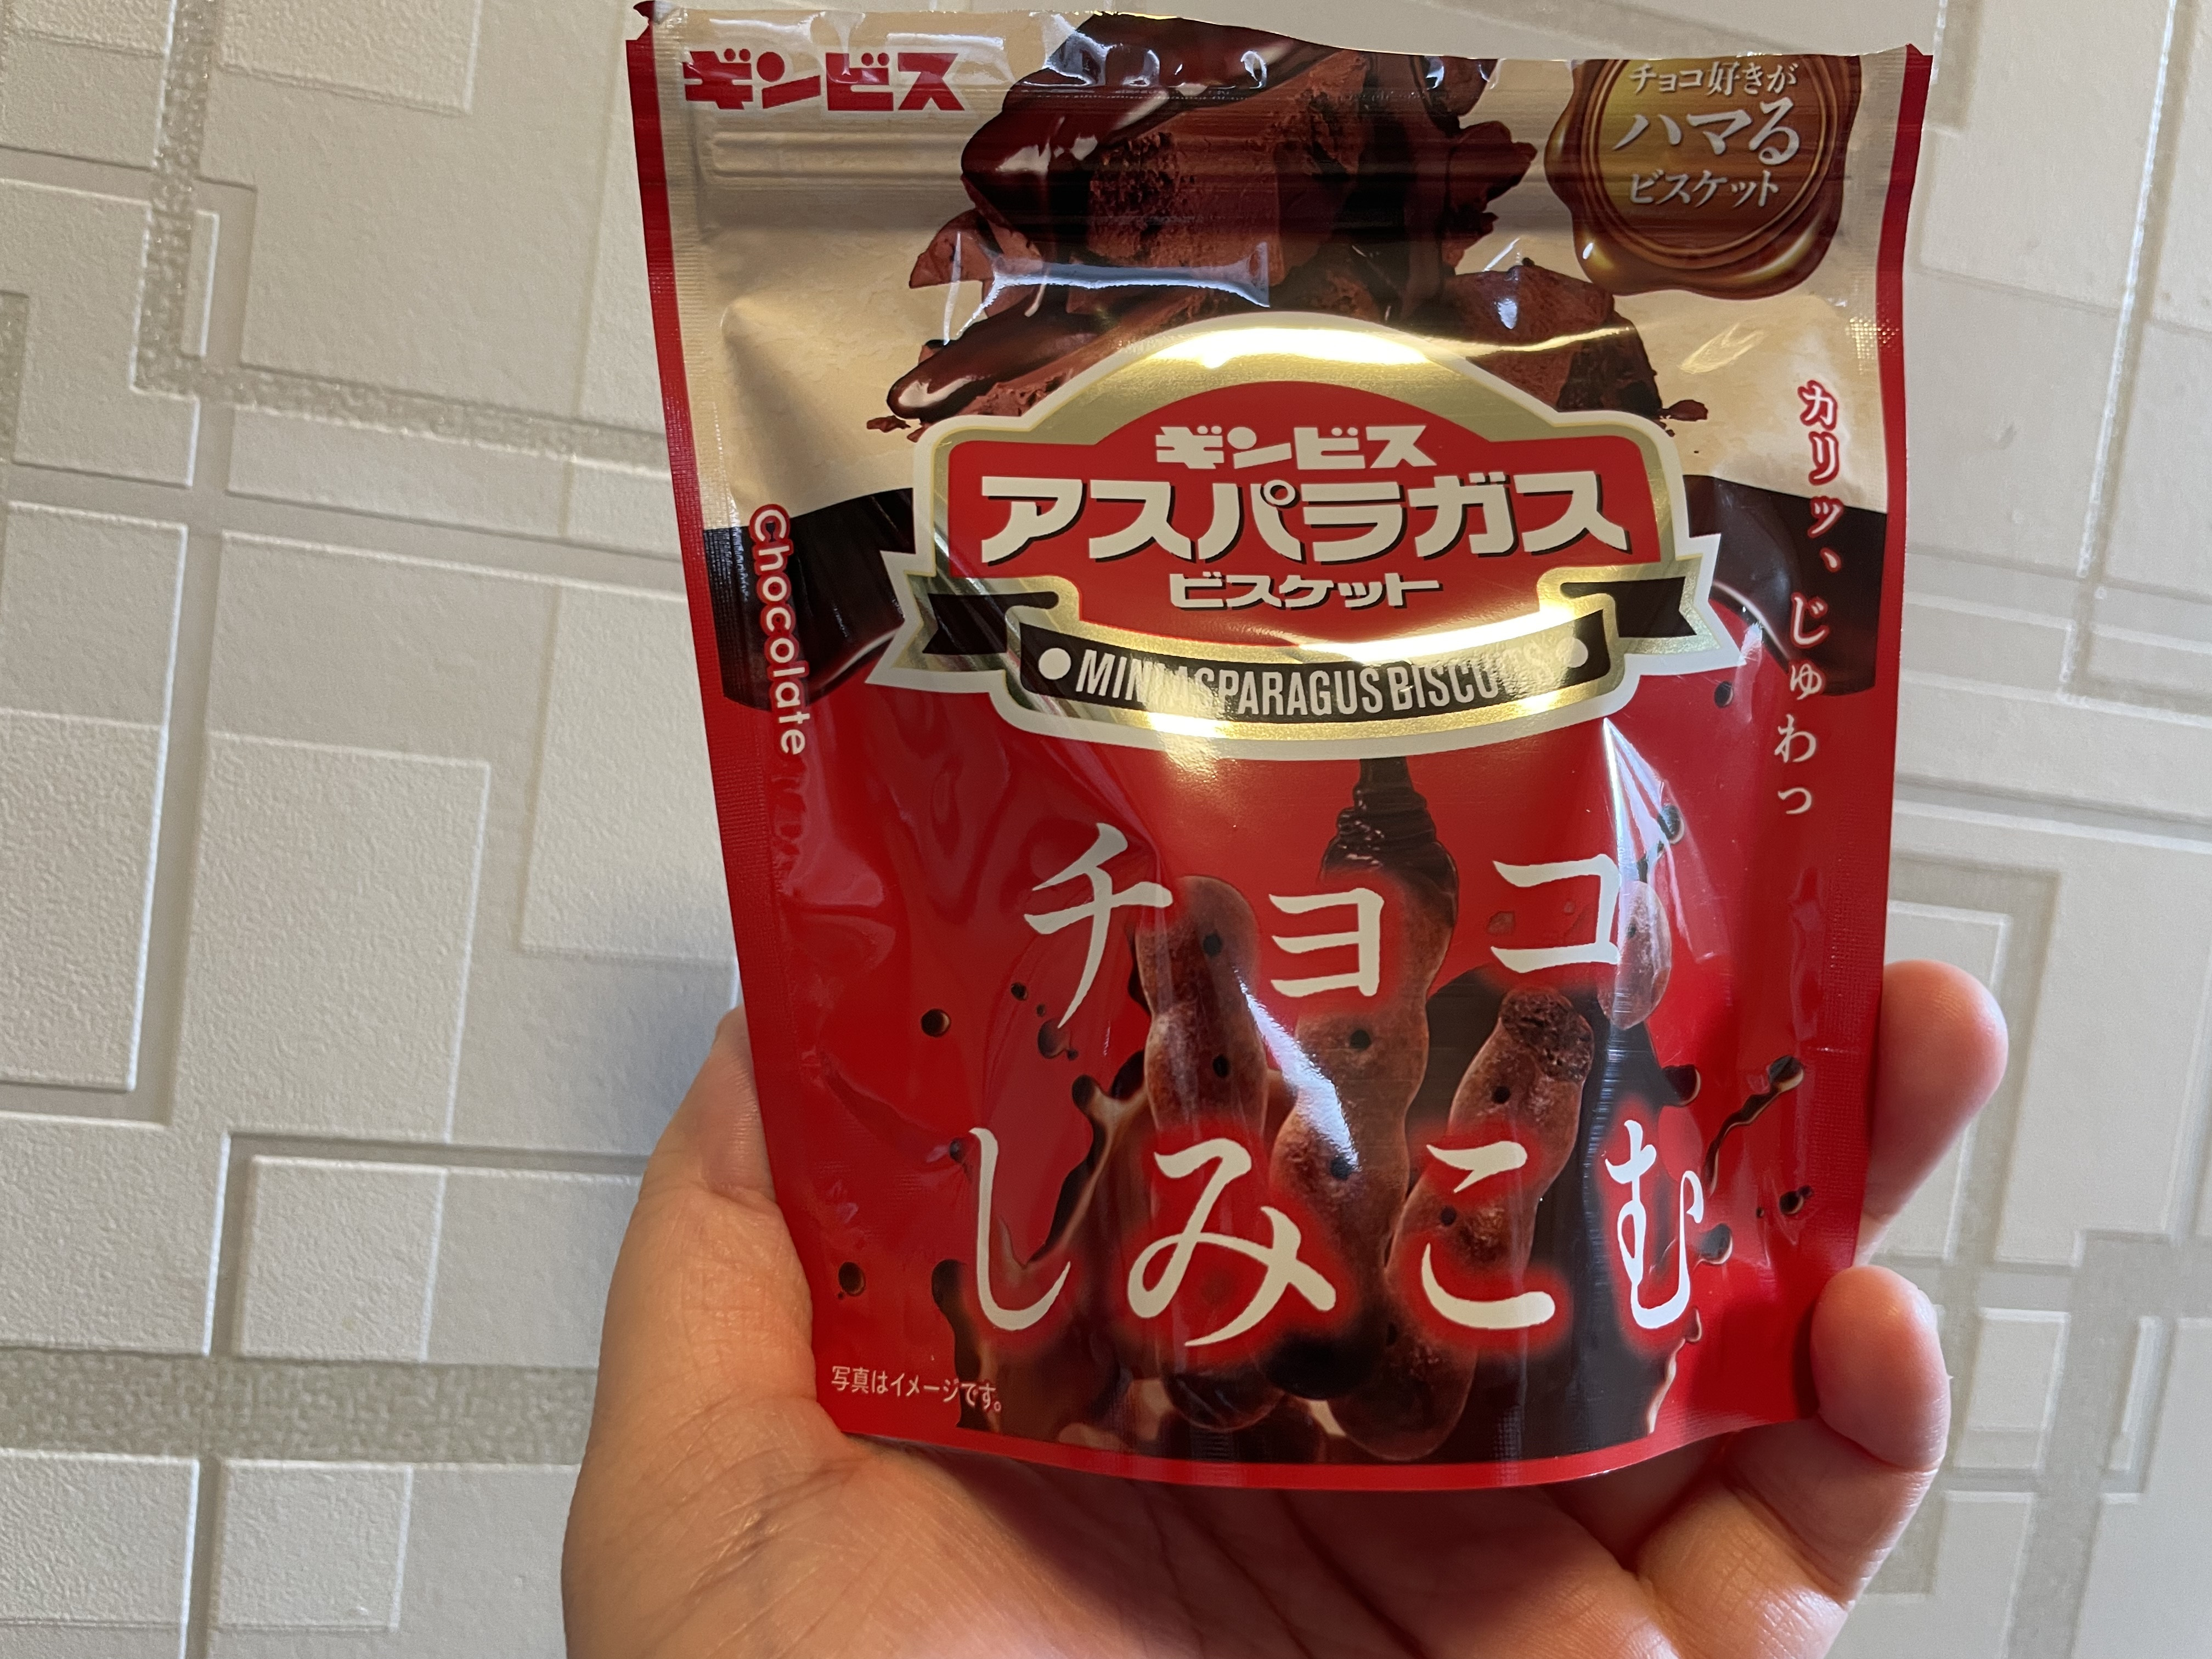 ギンビス
チョコ好きが
ハマる
ビスケット
ギンビス
アスパラガス
ビスケット
MINI ASPARAGUS BISCUITS
カリッ、じゅわっ
Chocolate
チョコ
しみこむ
写真はイメージです。